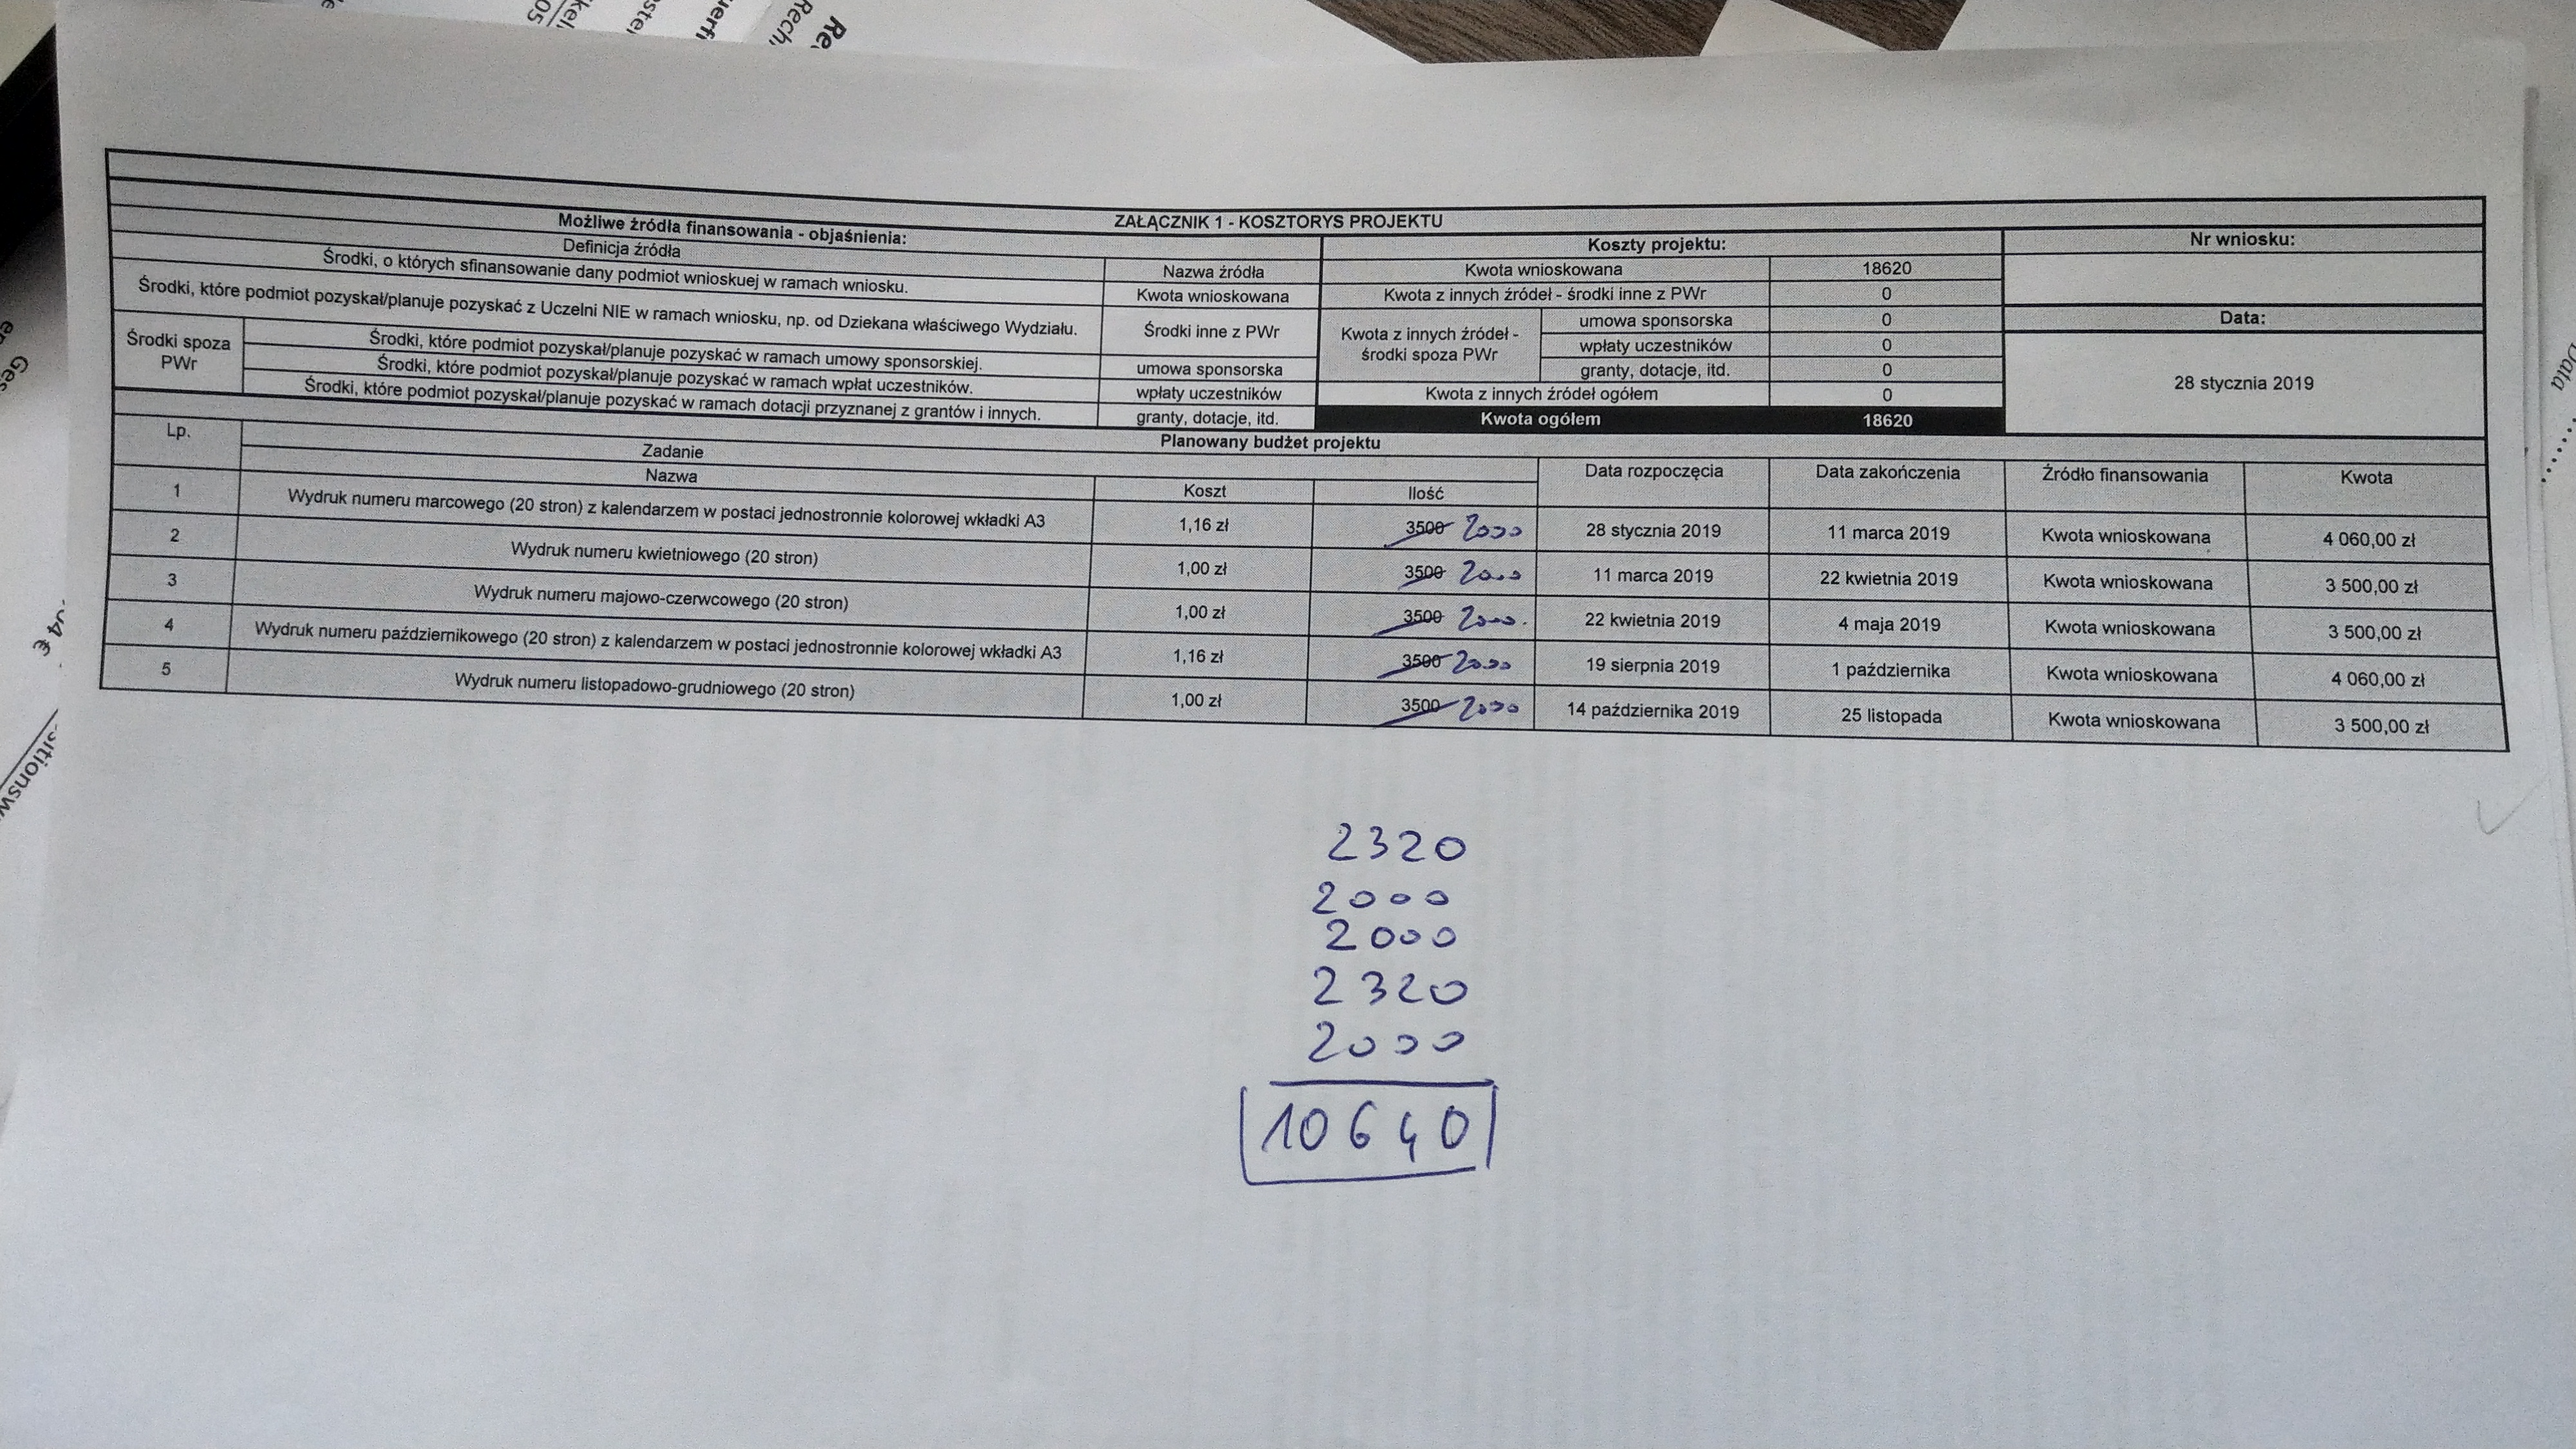 ZAŁĄCZNIK 1 - KOSZTORYS PROJEKTU
Możliwe źródła finansowania - objaśnienia:
Definicja źródła
Nazwa źródła
Środki, o których sfinansowanie dany podmiot wnioskuej w ramach wniosku.
Kwota wnioskowana
Środki, które podmiot pozyskał/planuje pozyskać z Uczelni NIE w ramach wniosku, np. od Dziekana właściwego Wydziału.
Środki inne z PWr
Środki spoza PWr
Środki, które podmiot pozyskał/planuje pozyskać w ramach umowy sponsorskiej.
umowa sponsorska
Środki, które podmiot pozyskał/planuje pozyskać w ramach wpłat uczestników.
wpłaty uczestników
Środki, które podmiot pozyskał/planuje pozyskać w ramach dotacji przyznanej z grantów i innych.
granty, dotacje, itd.
Koszty projektu:
Kwota wnioskowana 18620
Kwota z innych źródeł - środki inne z PWr 0
Kwota z innych źródeł - środki spoza PWr
umowa sponsorska 0
wpłaty uczestników 0
granty, dotacje, itd. 0
Kwota z innych źródeł ogółem 0
Kwota ogółem 18620
Nr wniosku:
Data:
28 stycznia 2019
Planowany budżet projektu
Lp. Zadanie Data rozpoczęcia Data zakończenia Źródło finansowania Kwota
Nazwa Koszt Ilość
1 Wydruk numeru marcowego (20 stron) z kalendarzem w postaci jednostronnie kolorowej wkładki A3 1,16 zł 3500 2000 28 stycznia 2019 11 marca 2019 Kwota wnioskowana 4 060,00 zł
2 Wydruk numeru kwietniowego (20 stron) 1,00 zł 3500 2000 11 marca 2019 22 kwietnia 2019 Kwota wnioskowana 3 500,00 zł
3 Wydruk numeru majowo-czerwcowego (20 stron) 1,00 zł 3500 2000. 22 kwietnia 2019 4 maja 2019 Kwota wnioskowana 3 500,00 zł
4 Wydruk numeru październikowego (20 stron) z kalendarzem w postaci jednostronnie kolorowej wkładki A3 1,16 zł 3500 2000 19 sierpnia 2019 1 października Kwota wnioskowana 4 060,00 zł
5 Wydruk numeru listopadowo-grudniowego (20 stron) 1,00 zł 3500 2000 14 października 2019 25 listopada Kwota wnioskowana 3 500,00 zł
2320
2000
2000
2320
2000
10640